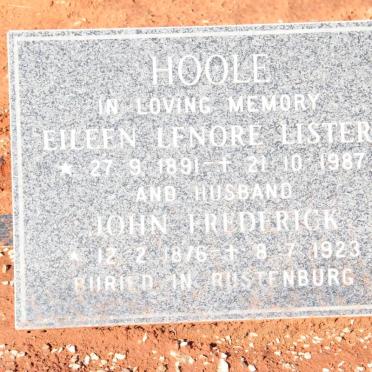 HOOLE
IN LOVING MEMORY
EILEEN LENORE LISTER
* 27 9 1891 - † 21 10 1987
AND HUSBAND
JOHN FREDERICK
* 12 2 1876 - † 8 7 1923
BURIED IN RUSTENBURG